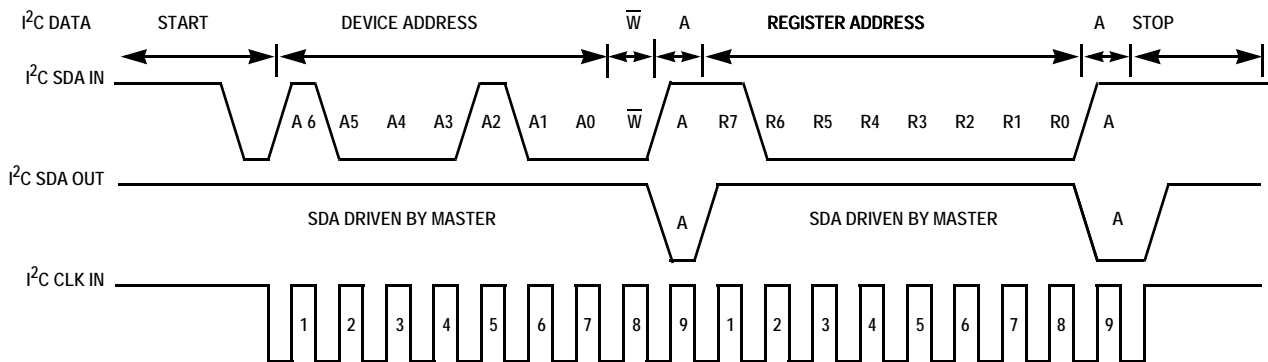 I²C DATA START DEVICE ADDRESS W̅ A REGISTER ADDRESS A STOP
I²C SDA IN
A 6 A5 A4 A3 A2 A1 A0 W̅ A R7 R6 R5 R4 R3 R2 R1 R0 A
I²C SDA OUT
SDA DRIVEN BY MASTER A SDA DRIVEN BY MASTER A
I²C CLK IN
1 2 3 4 5 6 7 8 9 1 2 3 4 5 6 7 8 9